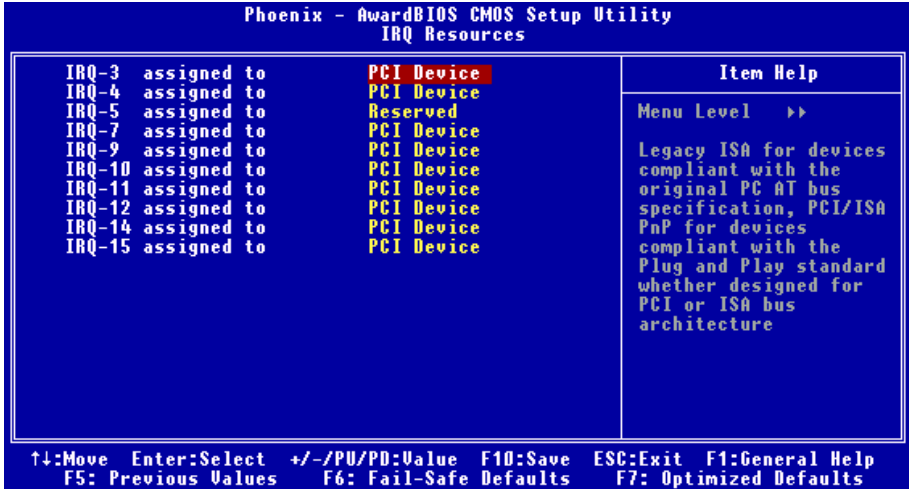 Phoenix - AwardBIOS CMOS Setup Utility
IRQ Resources
IRQ-3 assigned to PCI Device
IRQ-4 assigned to PCI Device
IRQ-5 assigned to Reserved
IRQ-7 assigned to PCI Device
IRQ-9 assigned to PCI Device
IRQ-10 assigned to PCI Device
IRQ-11 assigned to PCI Device
IRQ-12 assigned to PCI Device
IRQ-14 assigned to PCI Device
IRQ-15 assigned to PCI Device
Item Help
Menu Level ▸▸
Legacy ISA for devices
compliant with the
original PC AT bus
specification, PCI/ISA
PnP for devices
compliant with the
Plug and Play standard
whether designed for
PCI or ISA bus
architecture
↑↓:Move Enter:Select +/-/PU/PD:Value F10:Save ESC:Exit F1:General Help
F5: Previous Values F6: Fail-Safe Defaults F7: Optimized Defaults